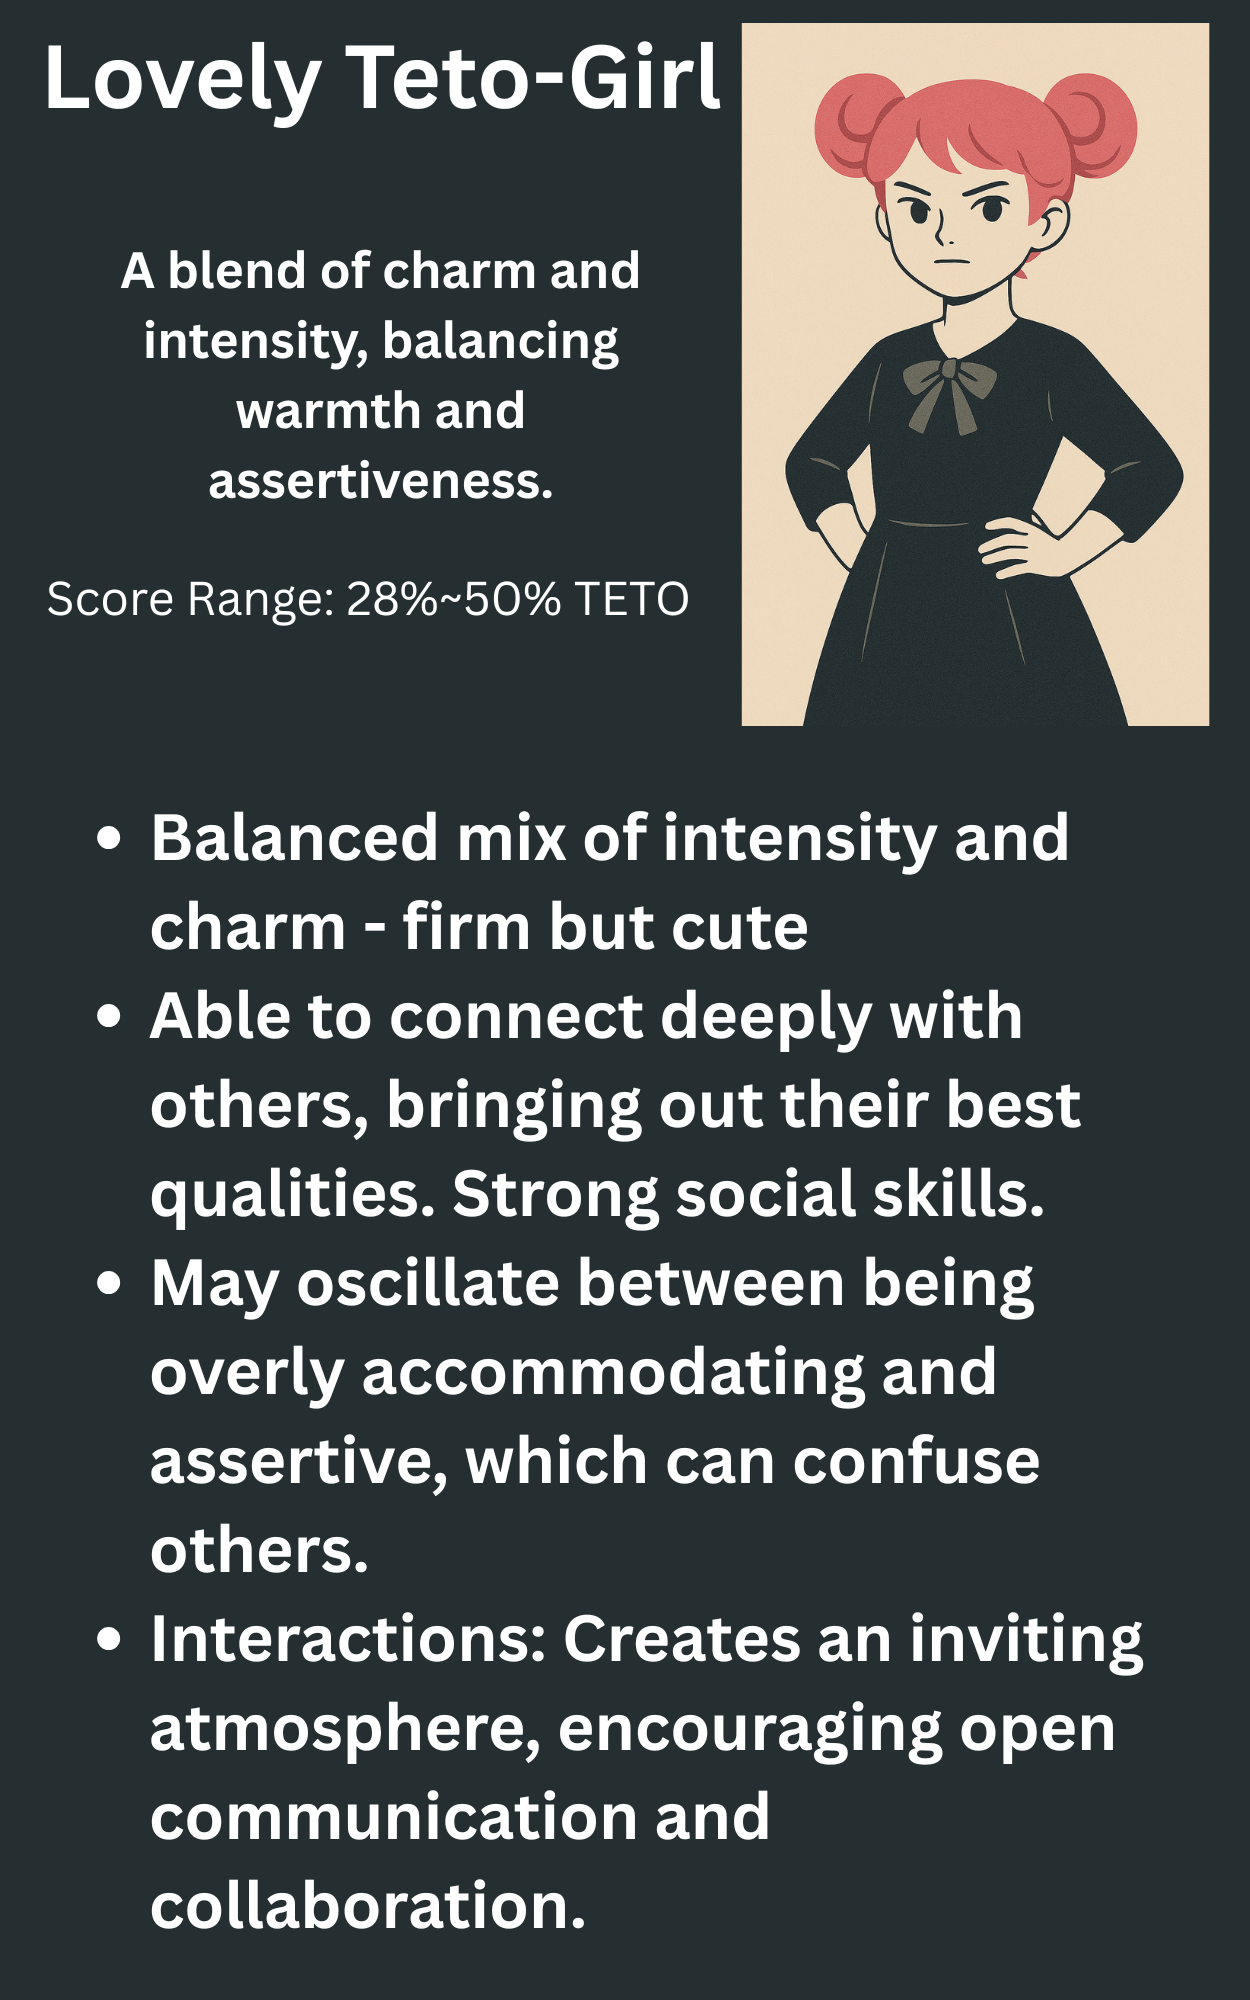 Lovely Teto-Girl
A blend of charm and
intensity, balancing
warmth and
assertiveness.
Score Range: 28%~50% TETO
• Balanced mix of intensity and
charm - firm but cute
• Able to connect deeply with
others, bringing out their best
qualities. Strong social skills.
• May oscillate between being
overly accommodating and
assertive, which can confuse
others.
• Interactions: Creates an inviting
atmosphere, encouraging open
communication and
collaboration.